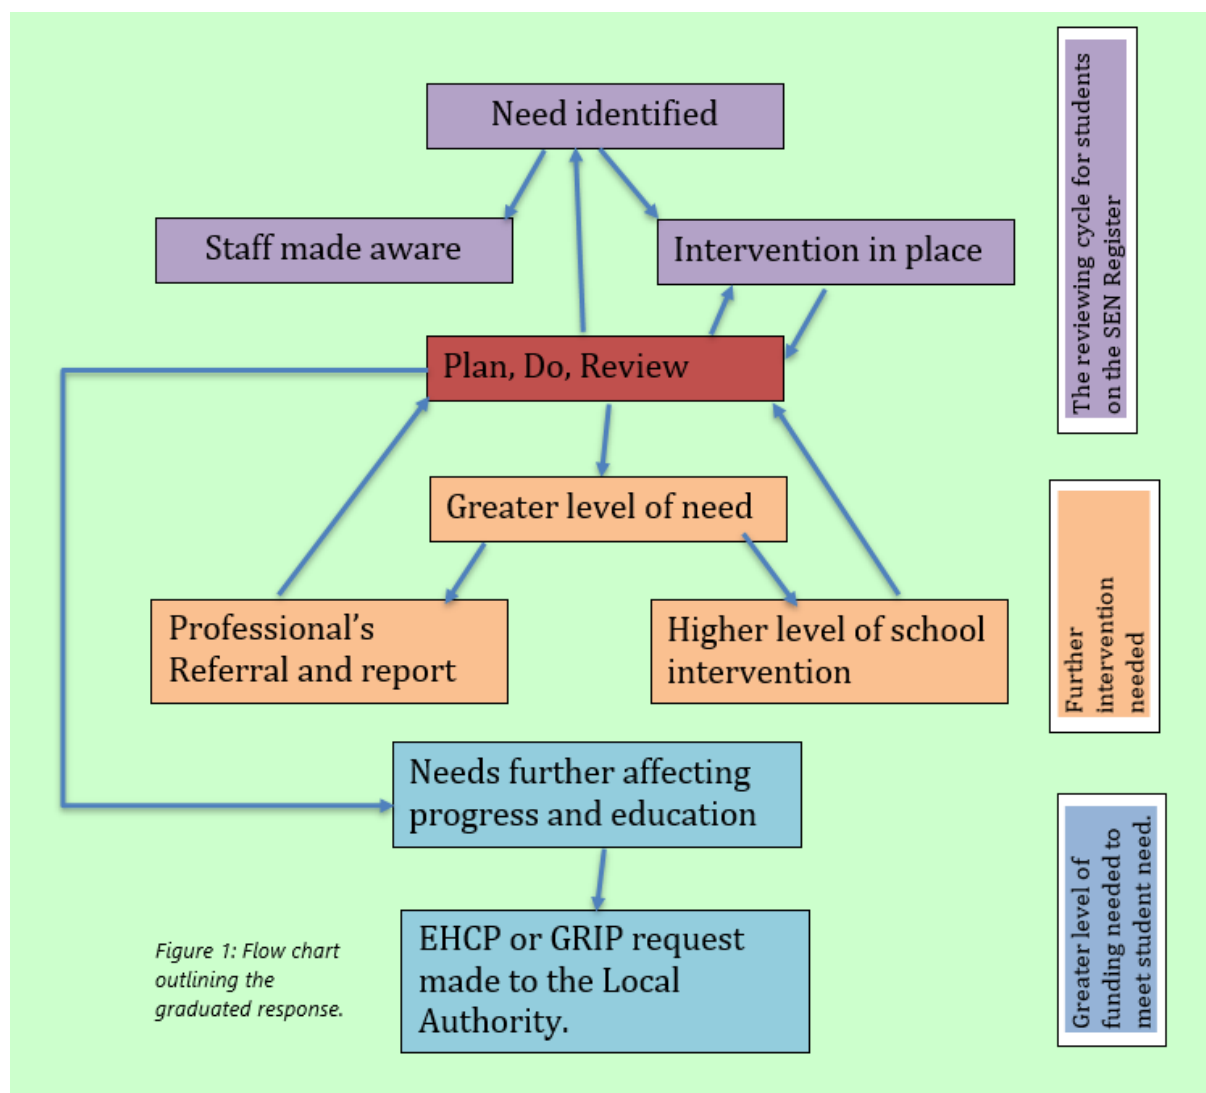 Need identified
Staff made aware
Intervention in place
Plan, Do, Review
Greater level of need
Professional’s
Referral and report
Higher level of school
intervention
Needs further affecting
progress and education
EHCP or GRIP request
made to the Local
Authority.
Figure 1: Flow chart
outlining the
graduated response.
The reviewing cycle for students
on the SEN Register
Further
intervention
needed
Greater level of
funding needed to
meet student need.